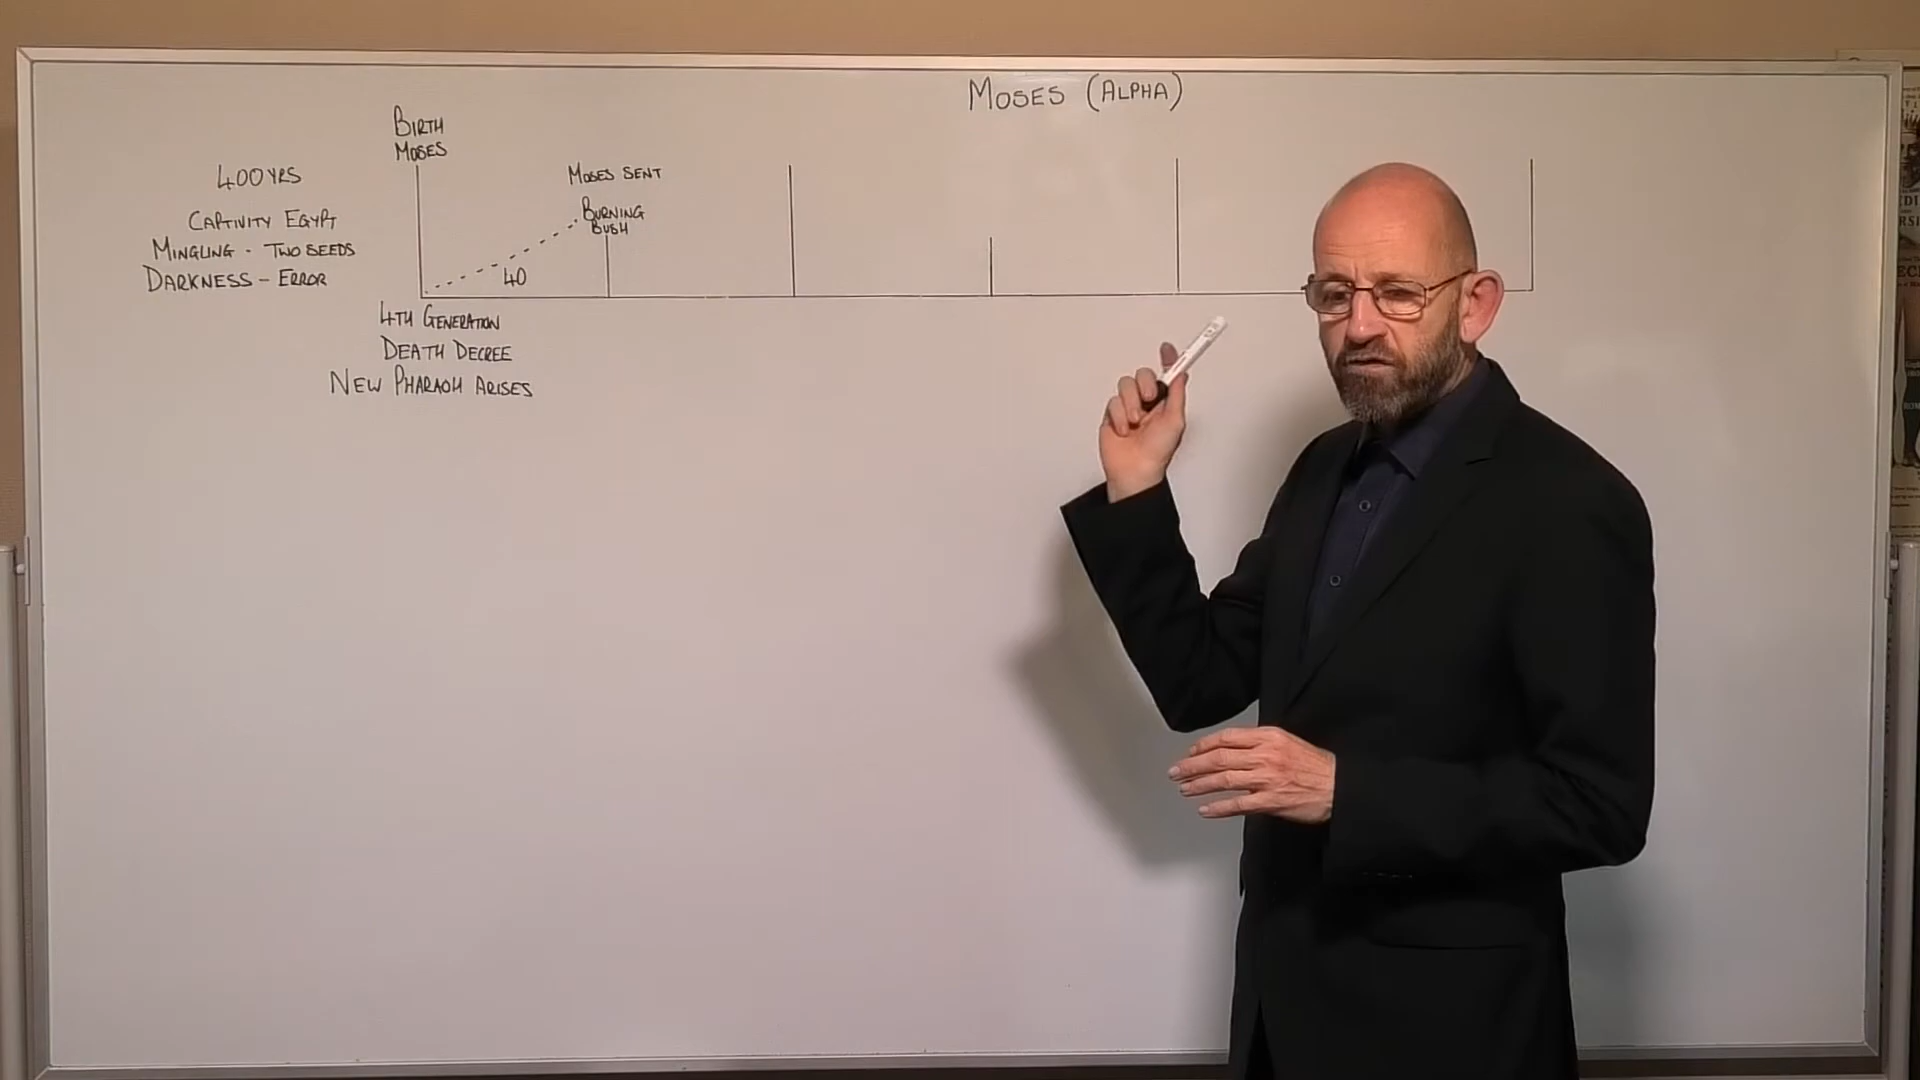 MOSES (ALPHA)
BIRTH
MOSES
400 YRS
CAPTIVITY EGYPT
MINGLING - TWO SEEDS
DARKNESS - ERROR
MOSES SENT
BURNING
BUSH
40
4TH GENERATION
DEATH DECREE
NEW PHARAOH ARISES